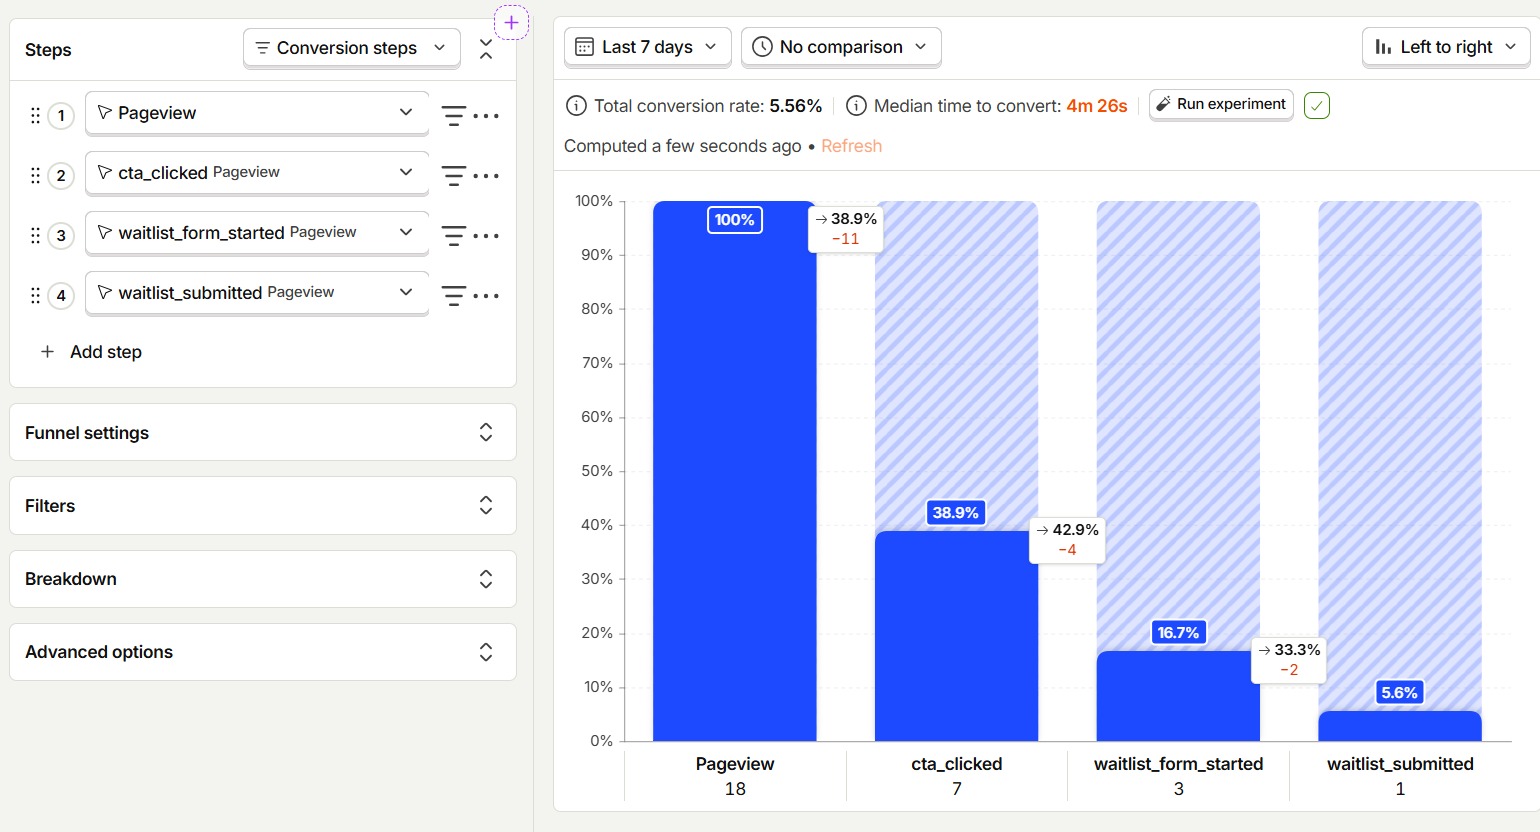 Steps
Conversion steps
1
Pageview
2
cta_clicked Pageview
3
waitlist_form_started Pageview
4
waitlist_submitted Pageview
+ Add step
Funnel settings
Filters
Breakdown
Advanced options
Last 7 days
No comparison
Left to right
Total conversion rate: 5.56%
Median time to convert: 4m 26s
Run experiment
Computed a few seconds ago • Refresh
100%
90%
80%
70%
60%
50%
40%
30%
20%
10%
0%
100%
→ 38.9%
−11
38.9%
→ 42.9%
−4
16.7%
→ 33.3%
−2
5.6%
Pageview
18
cta_clicked
7
waitlist_form_started
3
waitlist_submitted
1